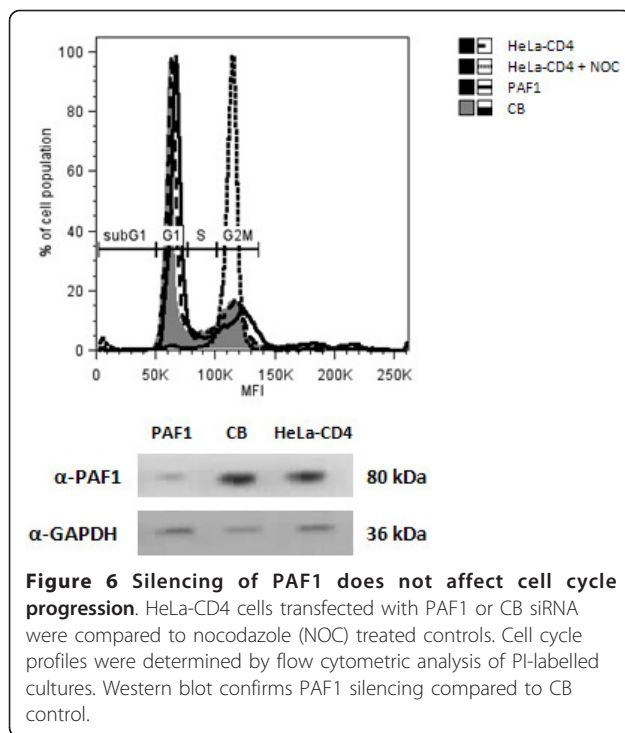 HeLa-CD4
HeLa-CD4 + NOC
PAF1
CB
% of cell population
100
80
60
40
20
0
subG1 G1 S G2M
0 50K 100K 150K 200K 250K
MFI
PAF1 CB HeLa-CD4
α-PAF1 80 kDa
α-GAPDH 36 kDa
Figure 6 Silencing of PAF1 does not affect cell cycle
progression. HeLa-CD4 cells transfected with PAF1 or CB siRNA
were compared to nocodazole (NOC) treated controls. Cell cycle
profiles were determined by flow cytometric analysis of PI-labelled
cultures. Western blot confirms PAF1 silencing compared to CB
control.